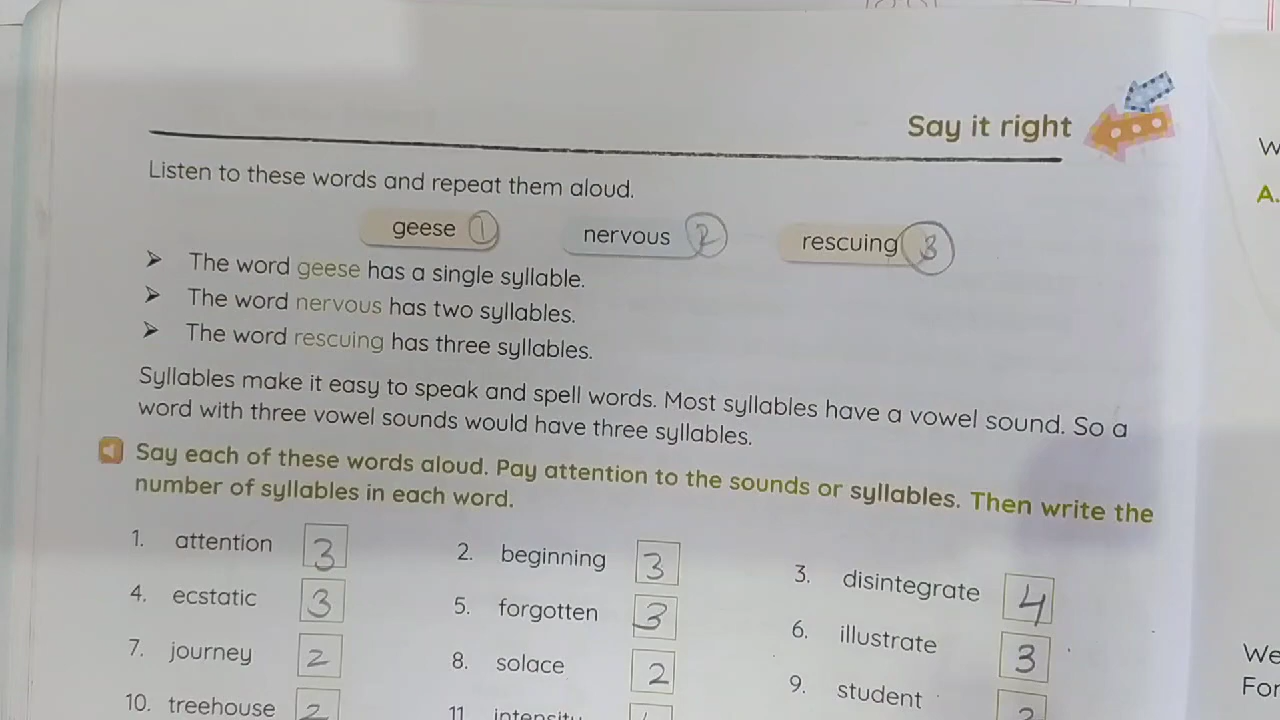 Say it right
Listen to these words and repeat them aloud.
geese 1 nervous 2 rescuing 3
➤ The word geese has a single syllable.
➤ The word nervous has two syllables.
➤ The word rescuing has three syllables.
Syllables make it easy to speak and spell words. Most syllables have a vowel sound. So a
word with three vowel sounds would have three syllables.
Say each of these words aloud. Pay attention to the sounds or syllables. Then write the
number of syllables in each word.
1. attention 3 2. beginning 3 3. disintegrate 4
4. ecstatic 3 5. forgotten 3 6. illustrate 3
7. journey 2 8. solace 2 9. student 2
10. treehouse 2 11 intensity
A.
We
For